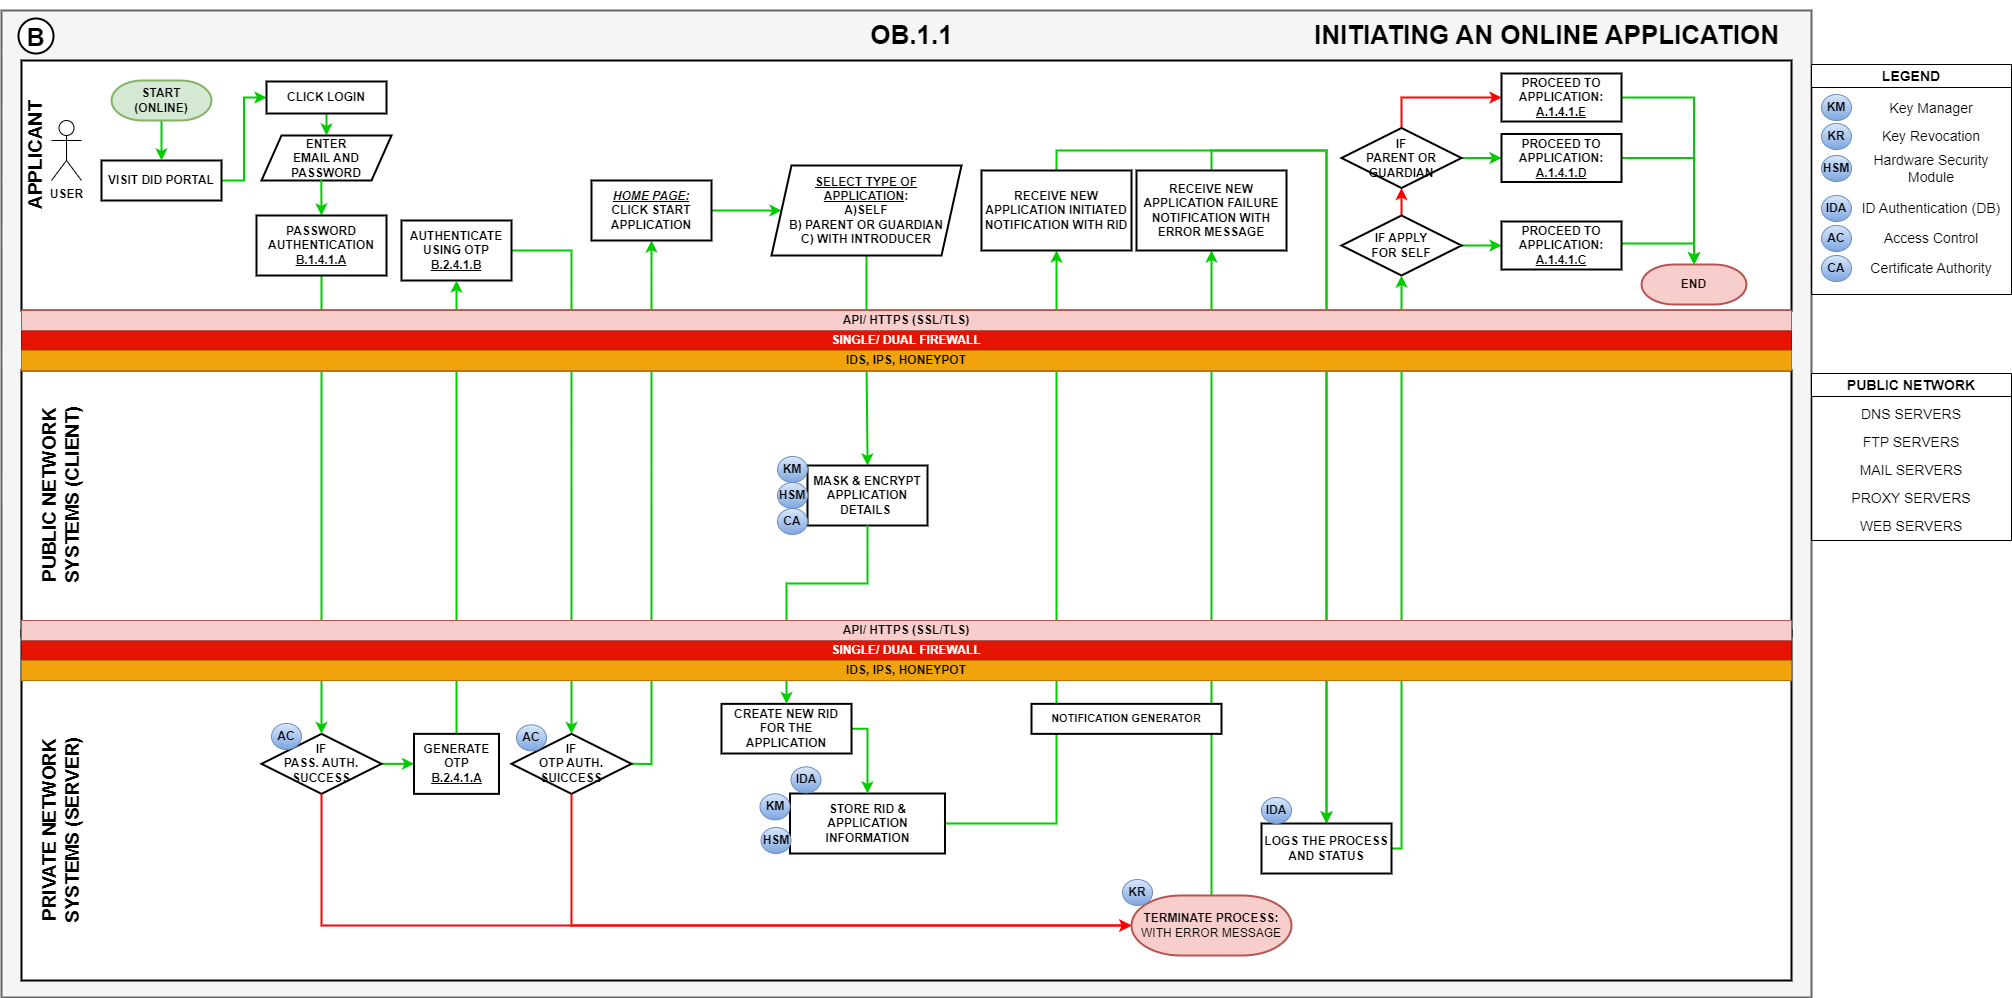 B
OB.1.1
INITIATING AN ONLINE APPLICATION
APPLICANT
USER
START
(ONLINE)
VISIT DID PORTAL
CLICK LOGIN
ENTER
EMAIL AND
PASSWORD
PASSWORD
AUTHENTICATION
B.1.4.1.A
AUTHENTICATE
USING OTP
B.2.4.1.B
HOME PAGE:
CLICK START
APPLICATION
SELECT TYPE OF
APPLICATION:
A)SELF
B) PARENT OR GUARDIAN
C) WITH INTRODUCER
RECEIVE NEW
APPLICATION INITIATED
NOTIFICATION WITH RID
RECEIVE NEW
APPLICATION FAILURE
NOTIFICATION WITH
ERROR MESSAGE
IF
PARENT OR
GUARDIAN
IF APPLY
FOR SELF
PROCEED TO
APPLICATION:
A.1.4.1.E
PROCEED TO
APPLICATION:
A.1.4.1.D
PROCEED TO
APPLICATION:
A.1.4.1.C
END
API/ HTTPS (SSL/TLS)
SINGLE/ DUAL FIREWALL
IDS, IPS, HONEYPOT
PUBLIC NETWORK
SYSTEMS (CLIENT)
KM
HSM
CA
MASK & ENCRYPT
APPLICATION
DETAILS
API/ HTTPS (SSL/TLS)
SINGLE/ DUAL FIREWALL
IDS, IPS, HONEYPOT
PRIVATE NETWORK
SYSTEMS (SERVER)
AC
IF
PASS. AUTH.
SUCCESS
GENERATE
OTP
B.2.4.1.A
AC
IF
OTP AUTH.
SUICCESS
CREATE NEW RID
FOR THE
APPLICATION
IDA
KM
HSM
STORE RID &
APPLICATION
INFORMATION
NOTIFICATION GENERATOR
IDA
LOGS THE PROCESS
AND STATUS
KR
TERMINATE PROCESS:
WITH ERROR MESSAGE
LEGEND
KM Key Manager
KR Key Revocation
HSM Hardware Security
Module
IDA ID Authentication (DB)
AC Access Control
CA Certificate Authority
PUBLIC NETWORK
DNS SERVERS
FTP SERVERS
MAIL SERVERS
PROXY SERVERS
WEB SERVERS